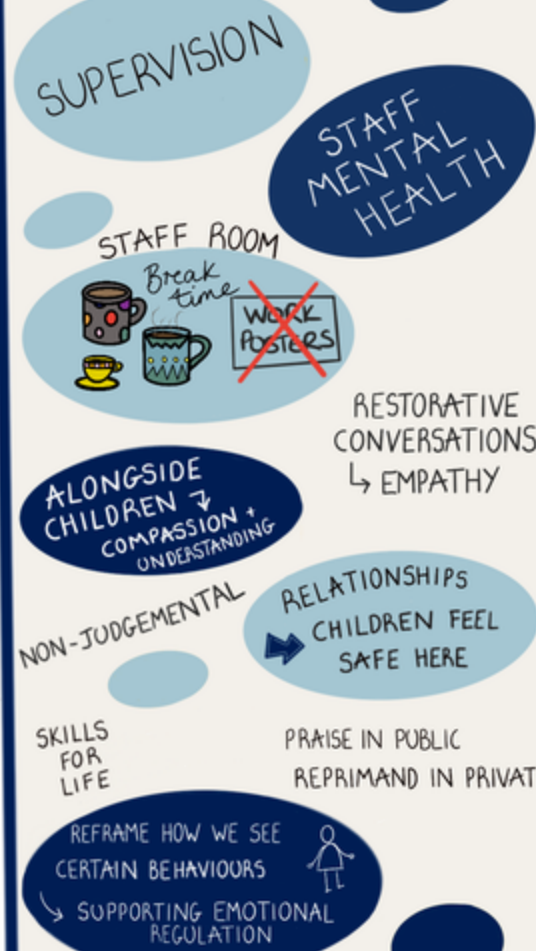 SUPERVISION
STAFF
MENTAL
HEALTH
STAFF ROOM
Break
time
WORK
POSTERS
RESTORATIVE
CONVERSATIONS
↳ EMPATHY
ALONGSIDE
CHILDREN ↴
COMPASSION +
UNDERSTANDING
NON-JUDGEMENTAL
RELATIONSHIPS
CHILDREN FEEL
SAFE HERE
SKILLS
FOR
LIFE
PRAISE IN PUBLIC
REPRIMAND IN PRIVAT
REFRAME HOW WE SEE
CERTAIN BEHAVIOURS
SUPPORTING EMOTIONAL
REGULATION